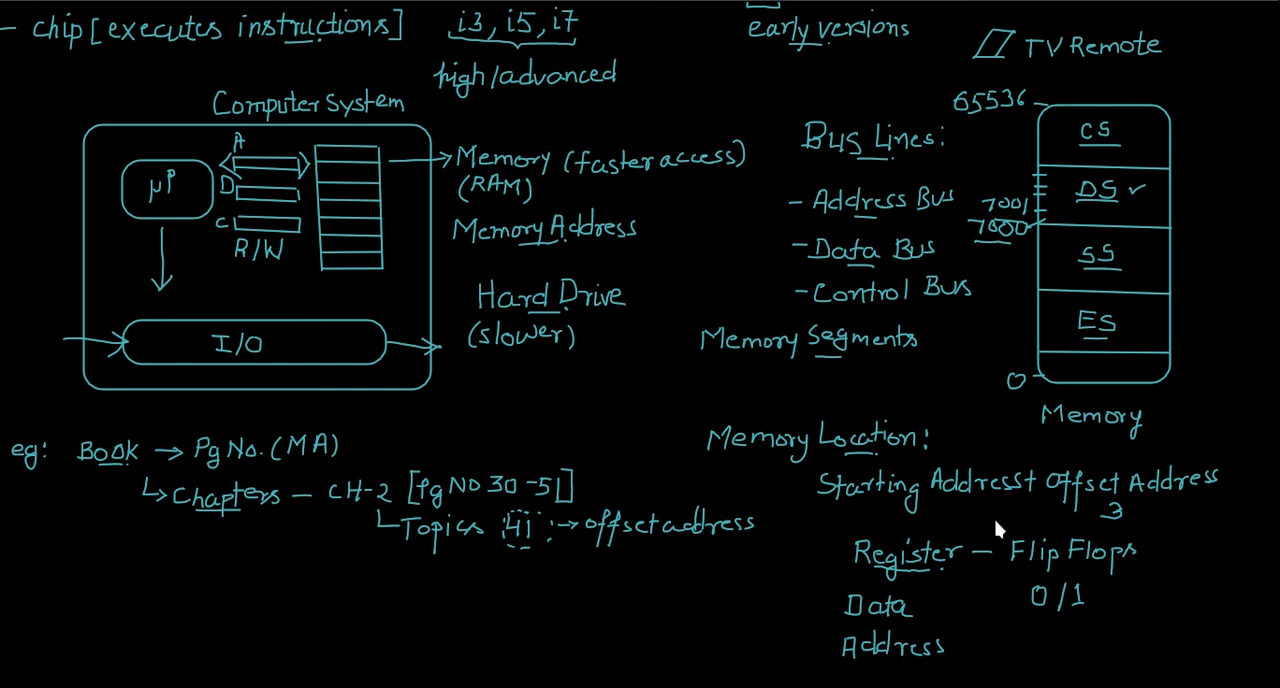 - chip [executes instructions]
i3, i5, i7
high/advanced
early versions
TV Remote
Computer System
μP
A
D
C
R/W
I/O
Memory (faster access)
(RAM)
Memory Address
Hard Drive
(slower)
Bus Lines:
- Address Bus
- Data Bus
- Control Bus
Memory Segments
65536
CS
DS ✓
7001
7000
SS
ES
0
Memory
eg: Book → Pg No. (MA)
↳ Chapters - CH-2 [Pg NO 30-51]
↳ Topics 41 → offset address
Memory Location:
Starting Address + Offset Address
3
Register - Flip Flops
0/1
Data
Address